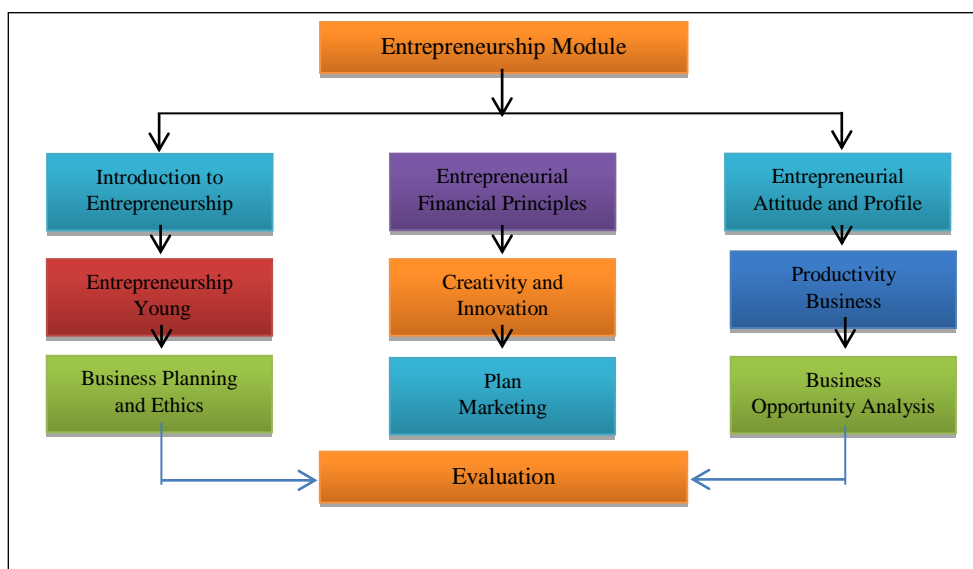 Entrepreneurship Module
Introduction to
Entrepreneurship
Entrepreneurial
Financial Principles
Entrepreneurial
Attitude and Profile
Entrepreneurship
Young
Creativity and
Innovation
Productivity
Business
Business Planning
and Ethics
Plan
Marketing
Business
Opportunity Analysis
Evaluation